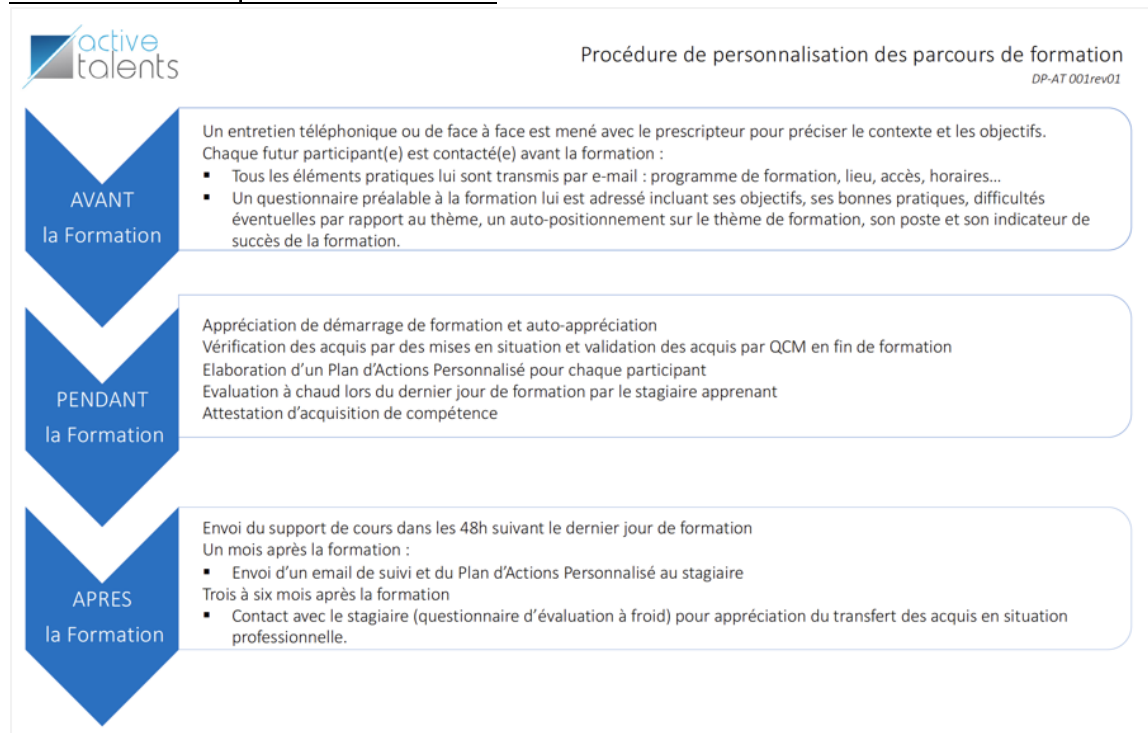 active
talents
Procédure de personnalisation des parcours de formation
DP-AT 001rev01
AVANT
la Formation
Un entretien téléphonique ou de face à face est mené avec le prescripteur pour préciser le contexte et les objectifs.
Chaque futur participant(e) est contacté(e) avant la formation :
▪ Tous les éléments pratiques lui sont transmis par e-mail : programme de formation, lieu, accès, horaires…
▪ Un questionnaire préalable à la formation lui est adressé incluant ses objectifs, ses bonnes pratiques, difficultés
éventuelles par rapport au thème, un auto-positionnement sur le thème de formation, son poste et son indicateur de
succès de la formation.
PENDANT
la Formation
Appréciation de démarrage de formation et auto-appréciation
Vérification des acquis par des mises en situation et validation des acquis par QCM en fin de formation
Elaboration d'un Plan d'Actions Personnalisé pour chaque participant
Evaluation à chaud lors du dernier jour de formation par le stagiaire apprenant
Attestation d'acquisition de compétence
APRES
la Formation
Envoi du support de cours dans les 48h suivant le dernier jour de formation
Un mois après la formation :
▪ Envoi d'un email de suivi et du Plan d'Actions Personnalisé au stagiaire
Trois à six mois après la formation
▪ Contact avec le stagiaire (questionnaire d'évaluation à froid) pour appréciation du transfert des acquis en situation
professionnelle.